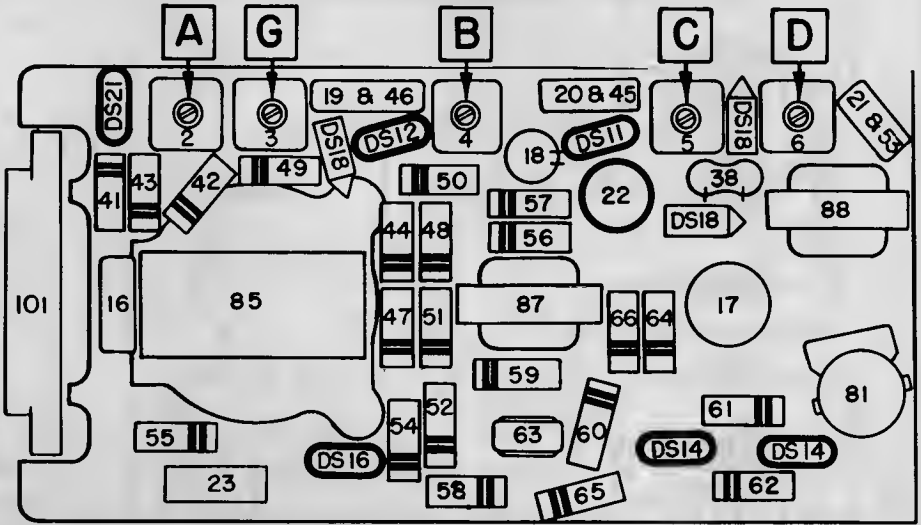 A G B C D
DS21 2 3 19 & 46 DS12 4 20 & 45 DS11 5 DS18 6 21 & 53
41 43 42 49 DS18 50 18 22 38 88
57
56
44 48 DS18
101 16 85 47 51 87 66 64 17
59 81
55 54 52 63 60 61
DS16 DS14 DS14
23 58 65 62